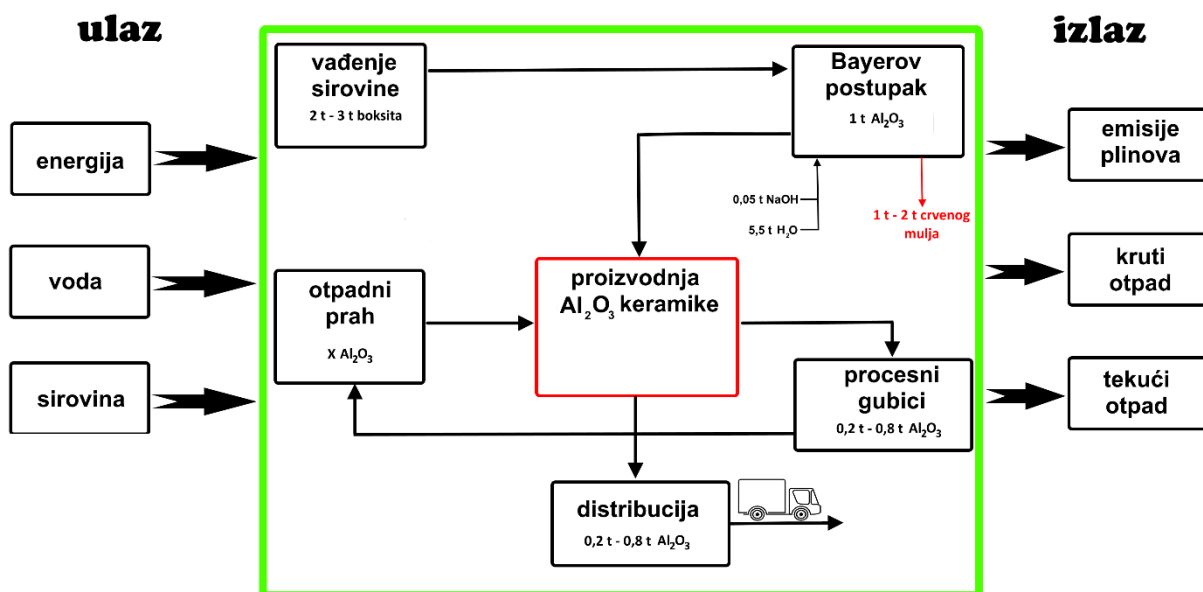 ulaz
izlaz
energija
voda
sirovina
vađenje
sirovine
2 t - 3 t boksita
Bayerov
postupak
1 t Al₂O₃
0,05 t NaOH
5,5 t H₂O
1 t - 2 t crvenog
mulja
otpadni
prah
X Al₂O₃
proizvodnja
Al₂O₃ keramike
procesni
gubici
0,2 t - 0,8 t Al₂O₃
distribucija
0,2 t - 0,8 t Al₂O₃
emisije
plinova
kruti
otpad
tekući
otpad